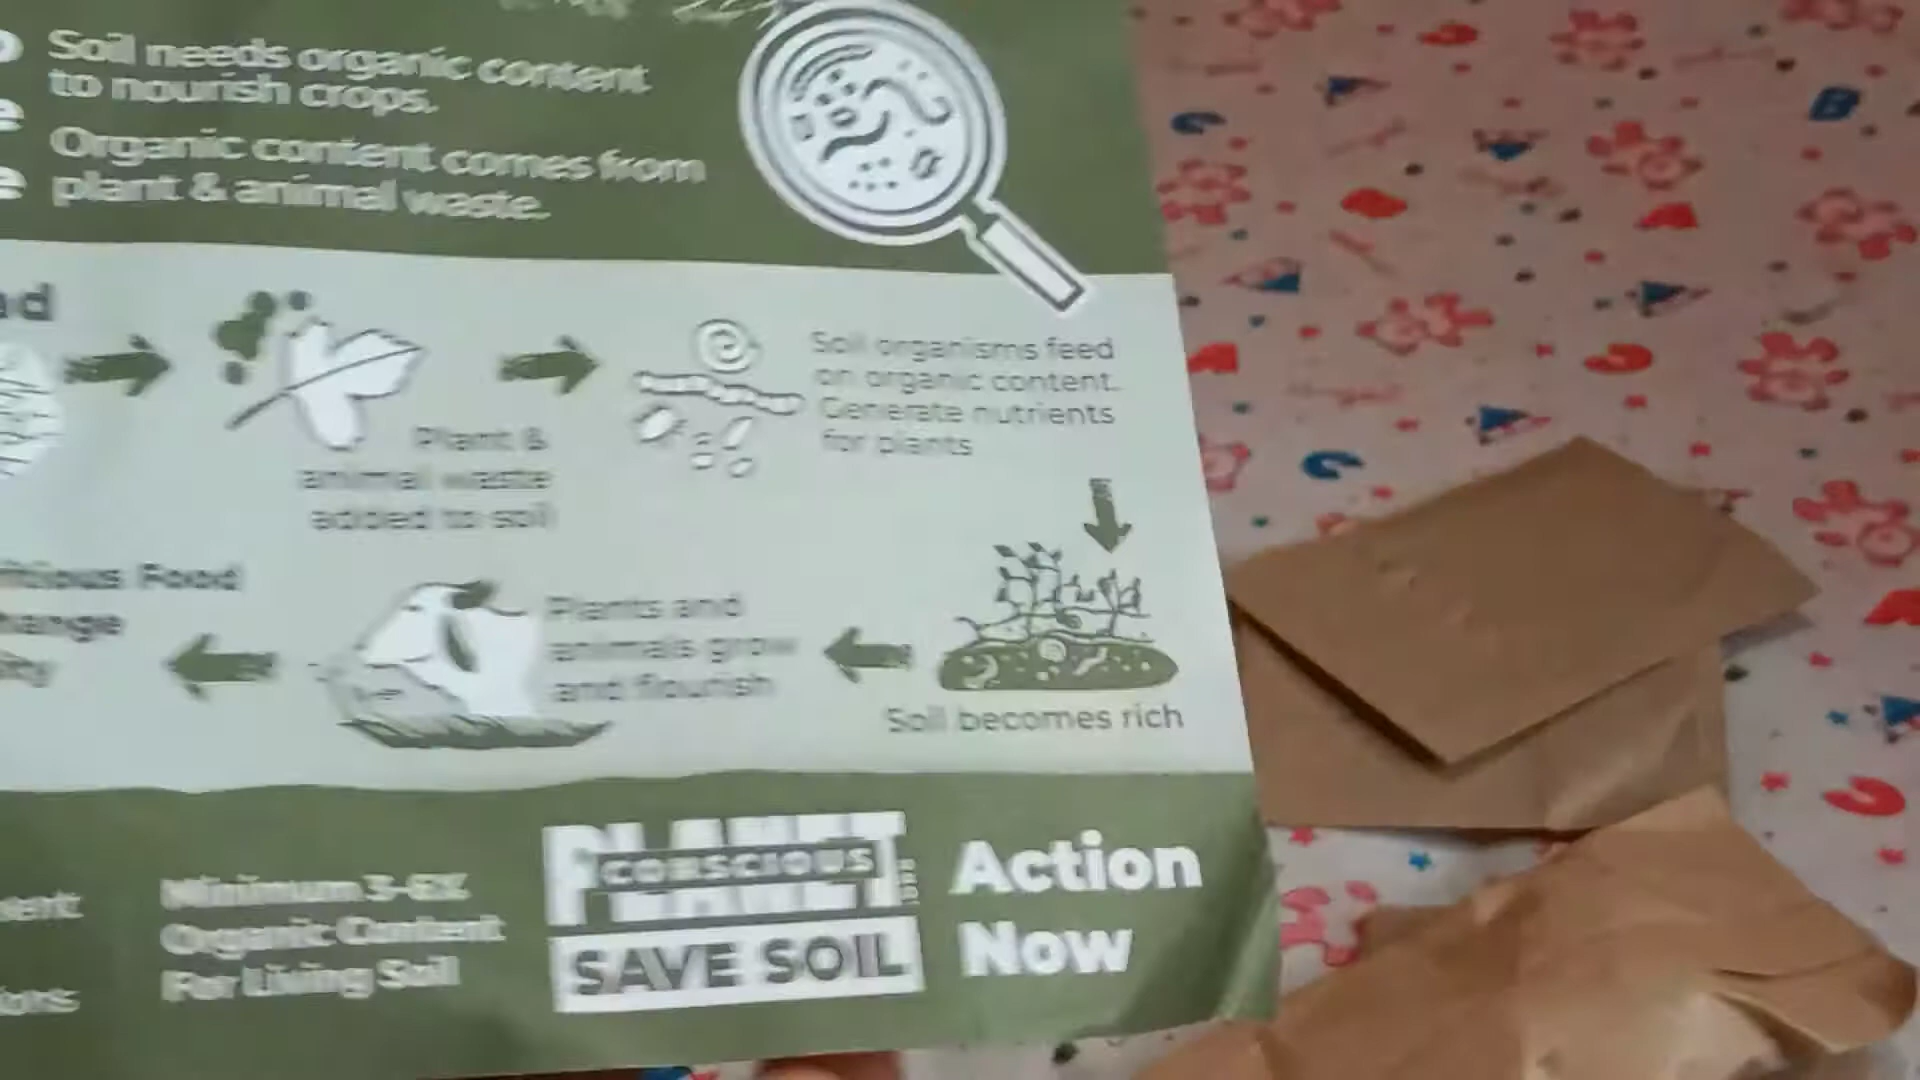 Soil needs organic content
to nourish crops.
Organic content comes from
plant & animal waste.
Plant &
animal waste
added to soil
Soil organisms feed
on organic content.
Generate nutrients
for plants
Soil becomes rich
Plants and
animals grow
and flourish
Food
Minimum 3-6%
Organic Content
For Living Soil
CONSCIOUS
PLANET
SAVE SOIL
Action
Now